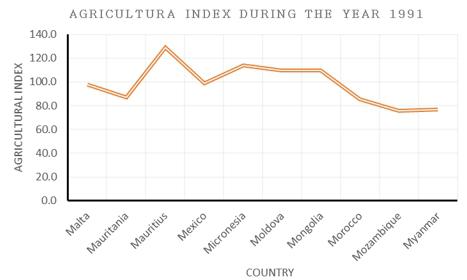 AGRICULTURA INDEX DURING THE YEAR 1991
AGRICULTURAL INDEX
140.0
120.0
100.0
80.0
60.0
40.0
20.0
0.0
Malta
Mauritania
Mauritius
Mexico
Micronesia
Moldova
Mongolia
Morocco
Mozambique
Myanmar
COUNTRY